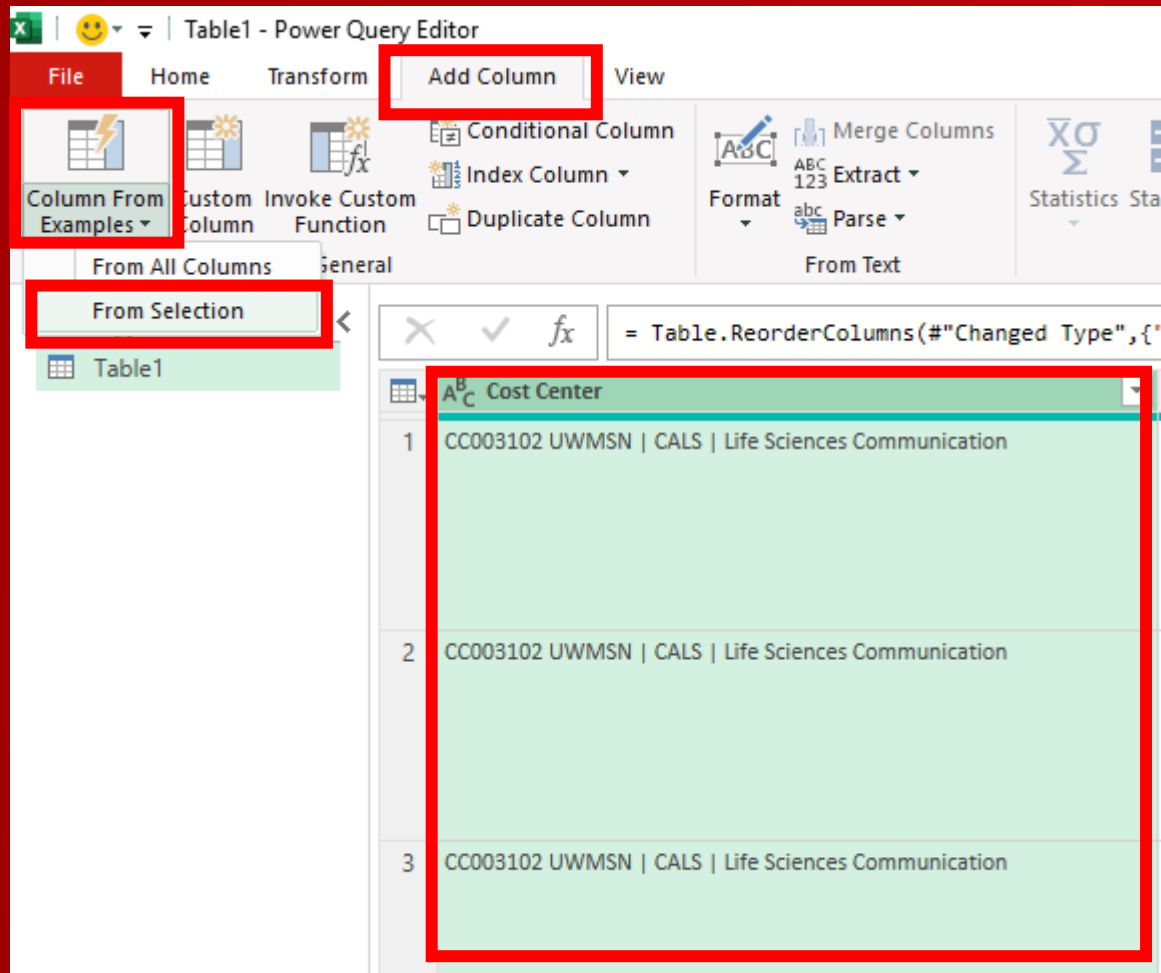 Table1 - Power Query Editor
File Home Transform Add Column View
Column From Examples
Custom Column
Invoke Custom Function
Conditional Column
Index Column
Duplicate Column
General
Format
Merge Columns
Extract
Parse
From Text
Statistics
From All Columns
From Selection
fx = Table.ReorderColumns(#"Changed Type",{"
Table1
ABC Cost Center
1 CC003102 UWMSN | CALS | Life Sciences Communication
2 CC003102 UWMSN | CALS | Life Sciences Communication
3 CC003102 UWMSN | CALS | Life Sciences Communication